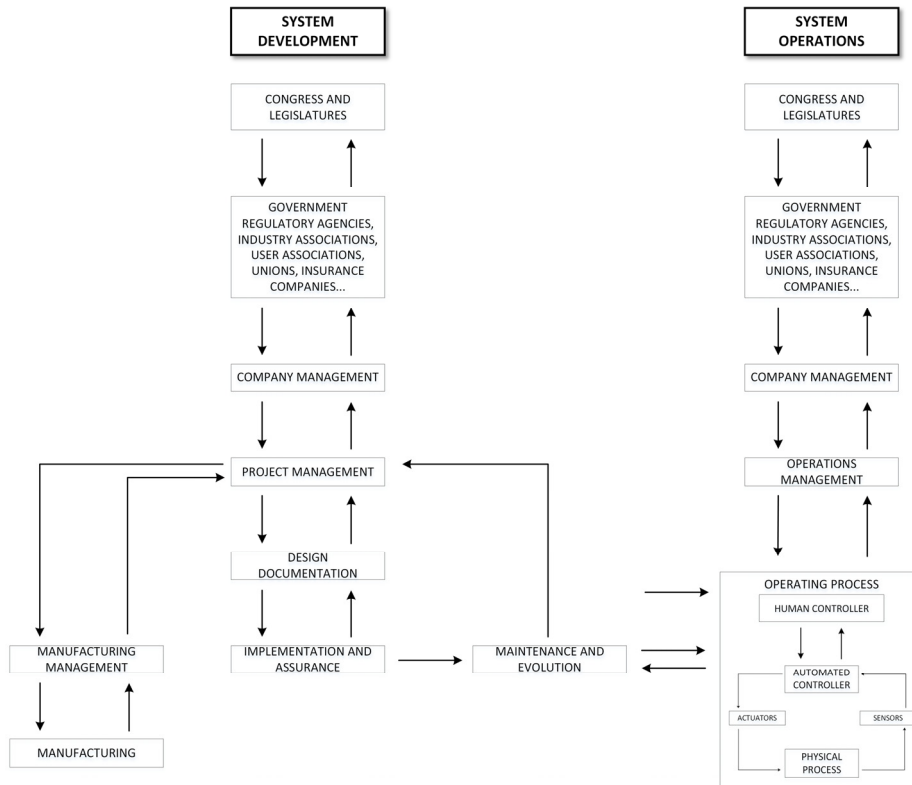 SYSTEM
DEVELOPMENT
SYSTEM
OPERATIONS
CONGRESS AND
LEGISLATURES
CONGRESS AND
LEGISLATURES
GOVERNMENT
REGULATORY AGENCIES,
INDUSTRY ASSOCIATIONS,
USER ASSOCIATIONS,
UNIONS, INSURANCE
COMPANIES...
GOVERNMENT
REGULATORY AGENCIES,
INDUSTRY ASSOCIATIONS,
USER ASSOCIATIONS,
UNIONS, INSURANCE
COMPANIES...
COMPANY MANAGEMENT
COMPANY MANAGEMENT
PROJECT MANAGEMENT
OPERATIONS
MANAGEMENT
DESIGN
DOCUMENTATION
OPERATING PROCESS
HUMAN CONTROLLER
MANUFACTURING
MANAGEMENT
IMPLEMENTATION AND
ASSURANCE
MAINTENANCE AND
EVOLUTION
AUTOMATED
CONTROLLER
ACTUATORS
SENSORS
MANUFACTURING
PHYSICAL
PROCESS